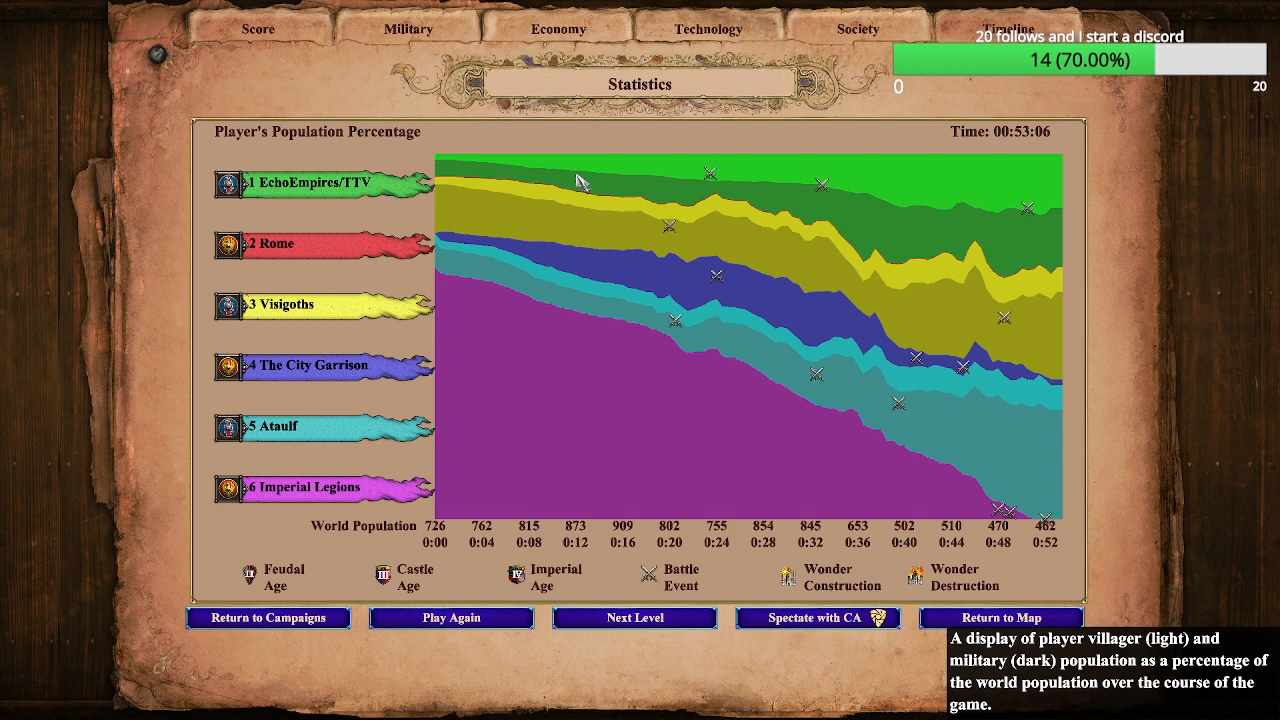 Score
Military
Economy
Technology
Society
Timeline
20 follows and I start a discord
14 (70.00%)
0
20
Statistics
Player's Population Percentage
Time: 00:53:06
1 EchoEmpires/TTV
2 Rome
3 Visigoths
4 The City Garrison
5 Ataulf
6 Imperial Legions
World Population 726 762 815 873 909 802 755 854 845 653 502 510 470 462
0:00 0:04 0:08 0:12 0:16 0:20 0:24 0:28 0:32 0:36 0:40 0:44 0:48 0:52
Feudal
Age
Castle
Age
Imperial
Age
Battle
Event
Wonder
Construction
Wonder
Destruction
Return to Campaigns
Play Again
Next Level
Spectate with CA
Return to Map
A display of player villager (light) and
military (dark) population as a percentage of
the world population over the course of the
game.